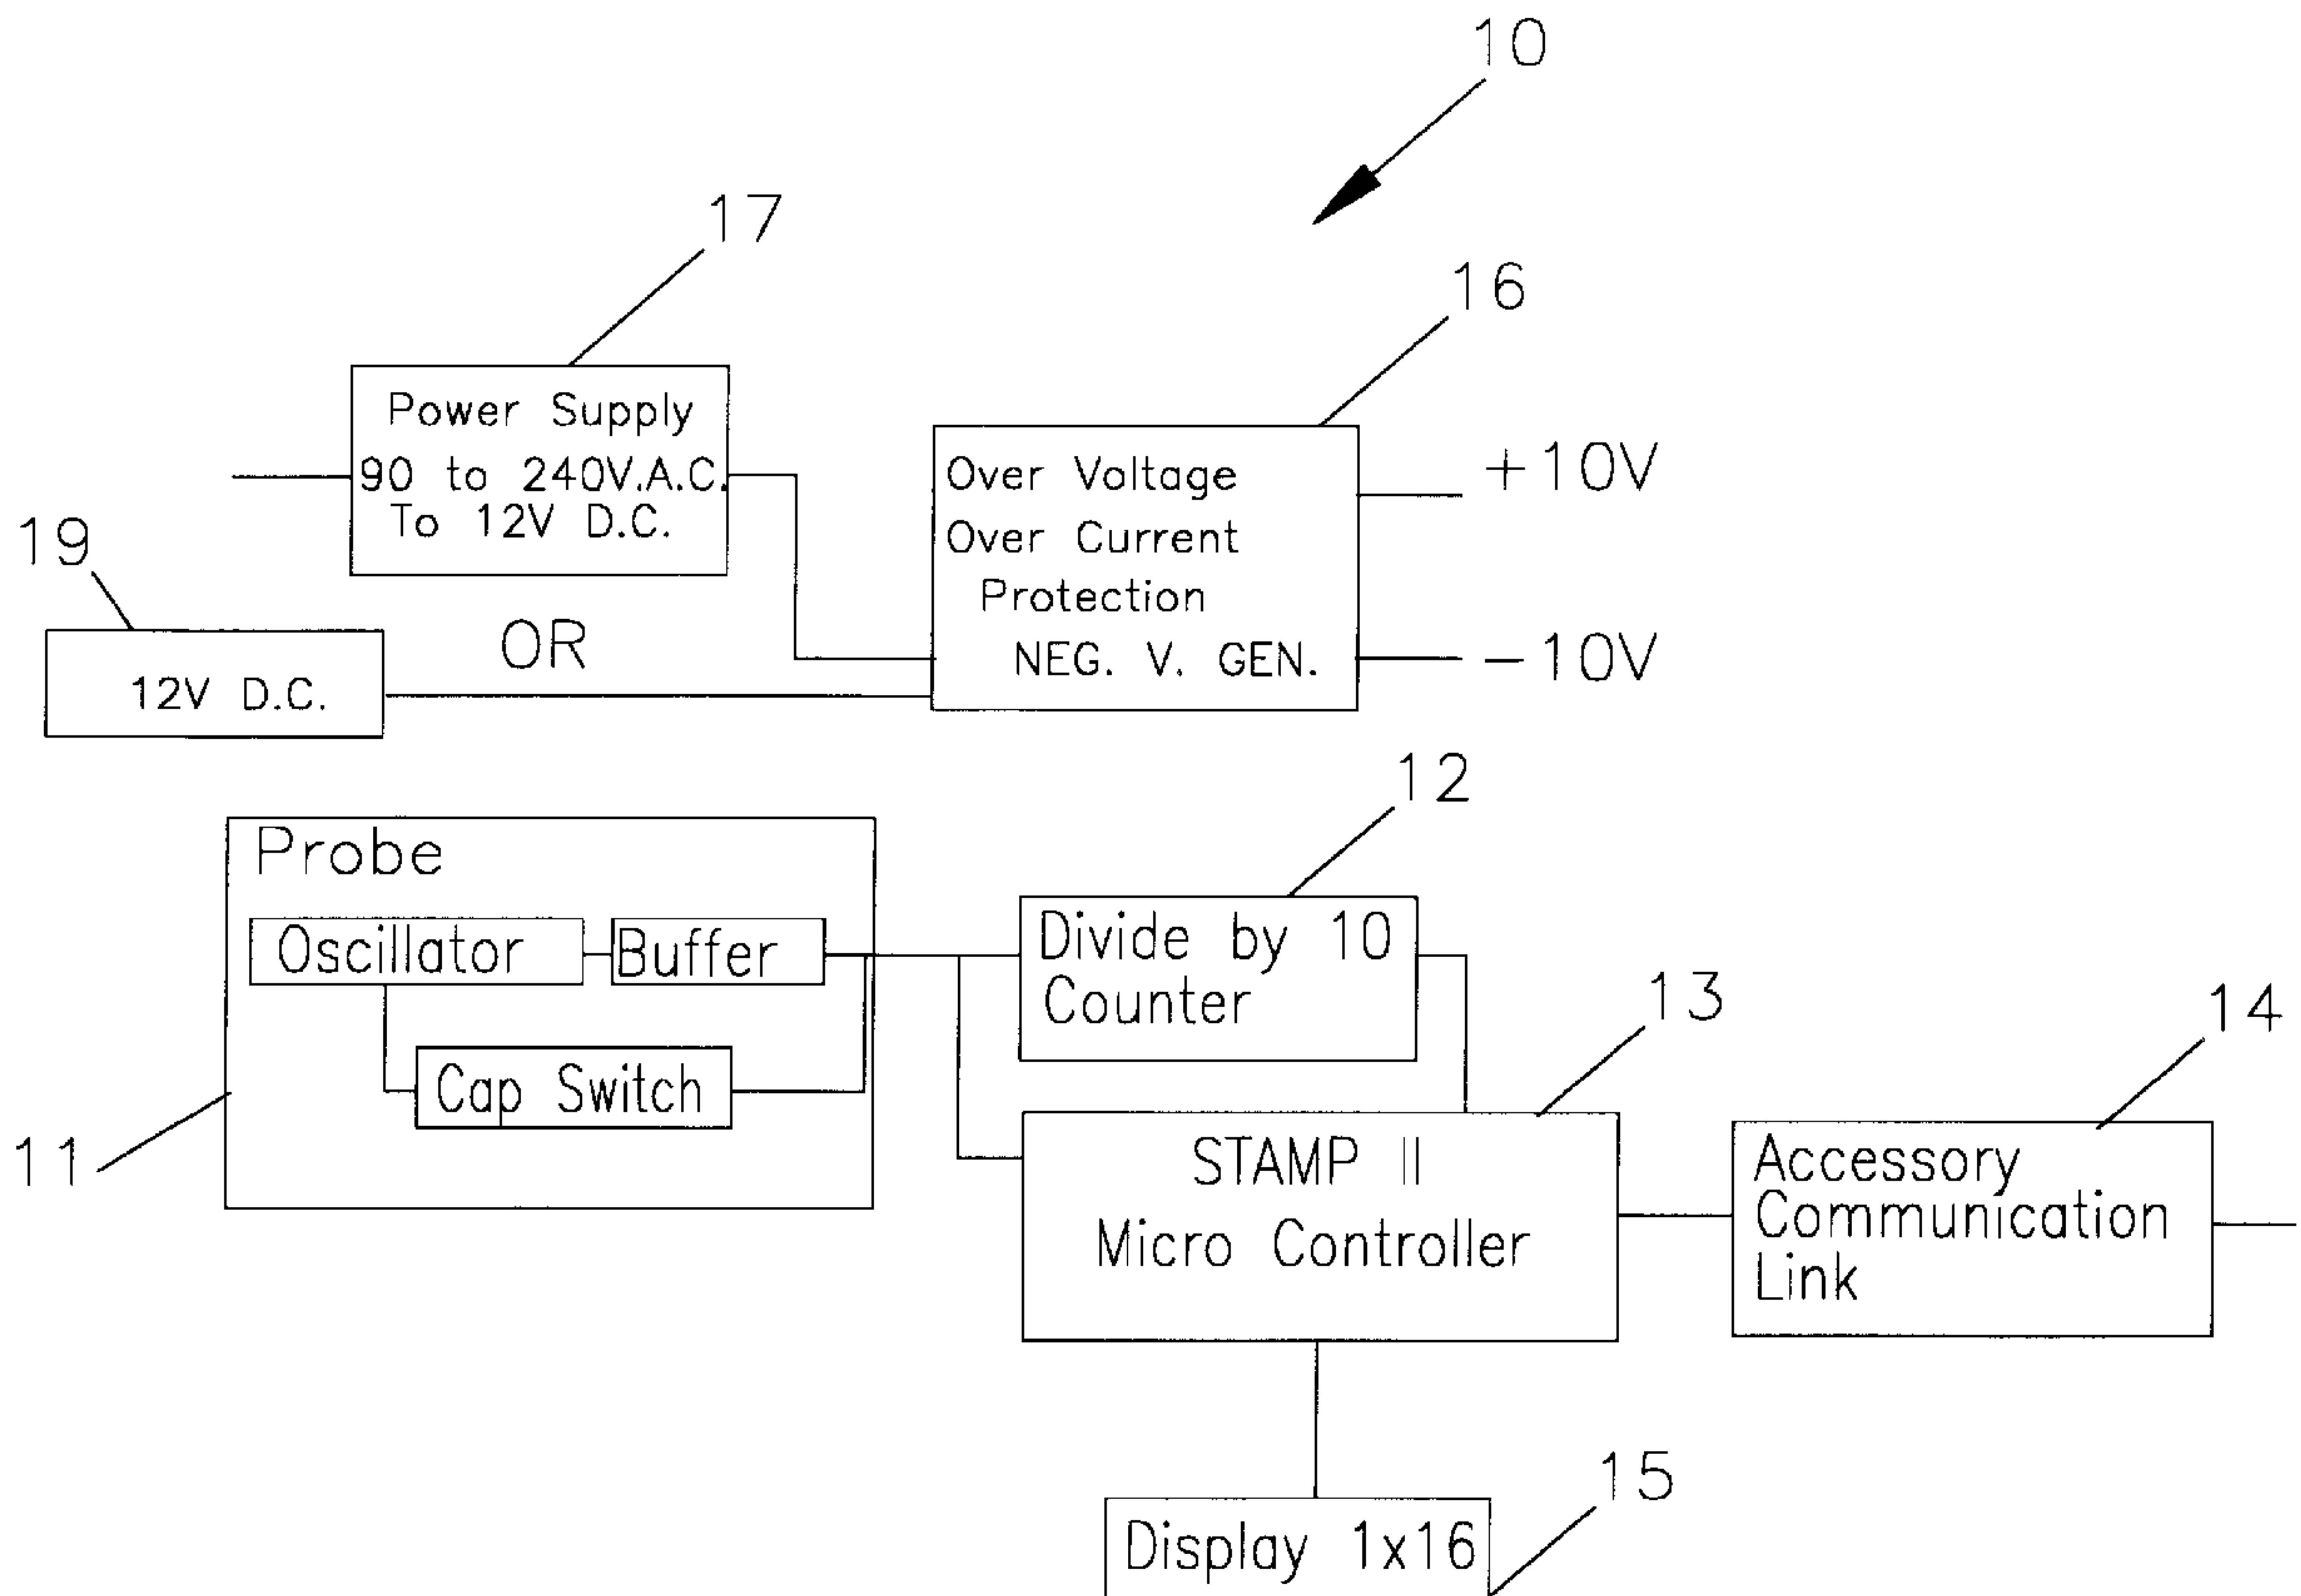 10
17
16
Power Supply
90 to 240V.A.C.
To 12V D.C.
Over Voltage
Over Current
Protection
NEG. V. GEN.
+10V
-10V
19
OR
12V D.C.
12
Probe
Oscillator
Buffer
Cap Switch
11
Divide by 10
Counter
13
14
STAMP II
Micro Controller
Accessory
Communication
Link
15
Display 1x16